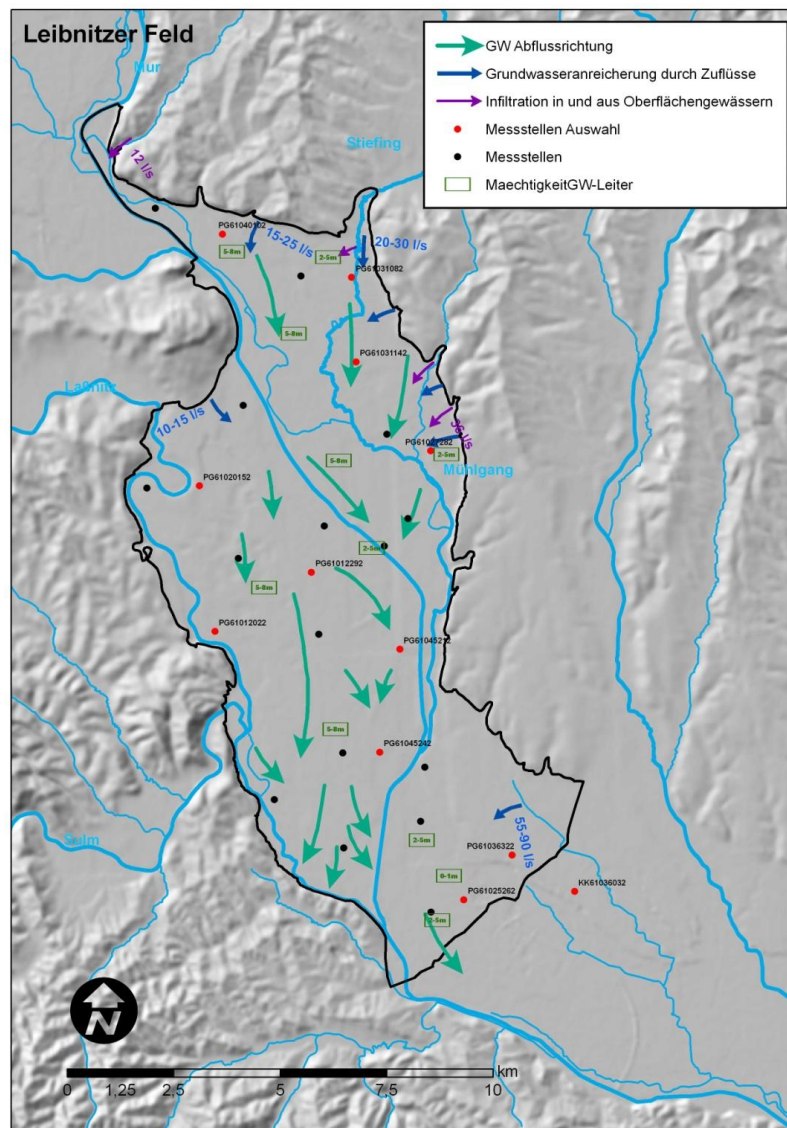 Leibnitzer Feld
GW Abflussrichtung
Grundwasseranreicherung durch Zuflüsse
Infiltration in und aus Oberflächengewässern
Messstellen Auswahl
Messstellen
MaechtigkeitGW-Leiter
Mur
Stiefing
12 l/s
PG61040102
5-8m
15-25 l/s
2-5m
20-30 l/s
PG61031082
5-8m
PG61031142
Laßnitz
10-15 l/s
36 l/s
2-5m
5-8m
Mühlgang
PG61020152
2-5m
PG61012292
5-8m
PG61012022
PG61045212
5-8m
PG61045242
Sulm
55-90 l/s
2-5m
PG61036322
0-1m
KK61036032
PG61025262
2-5m
N
km
0 1,25 2,5 5 7,5 10